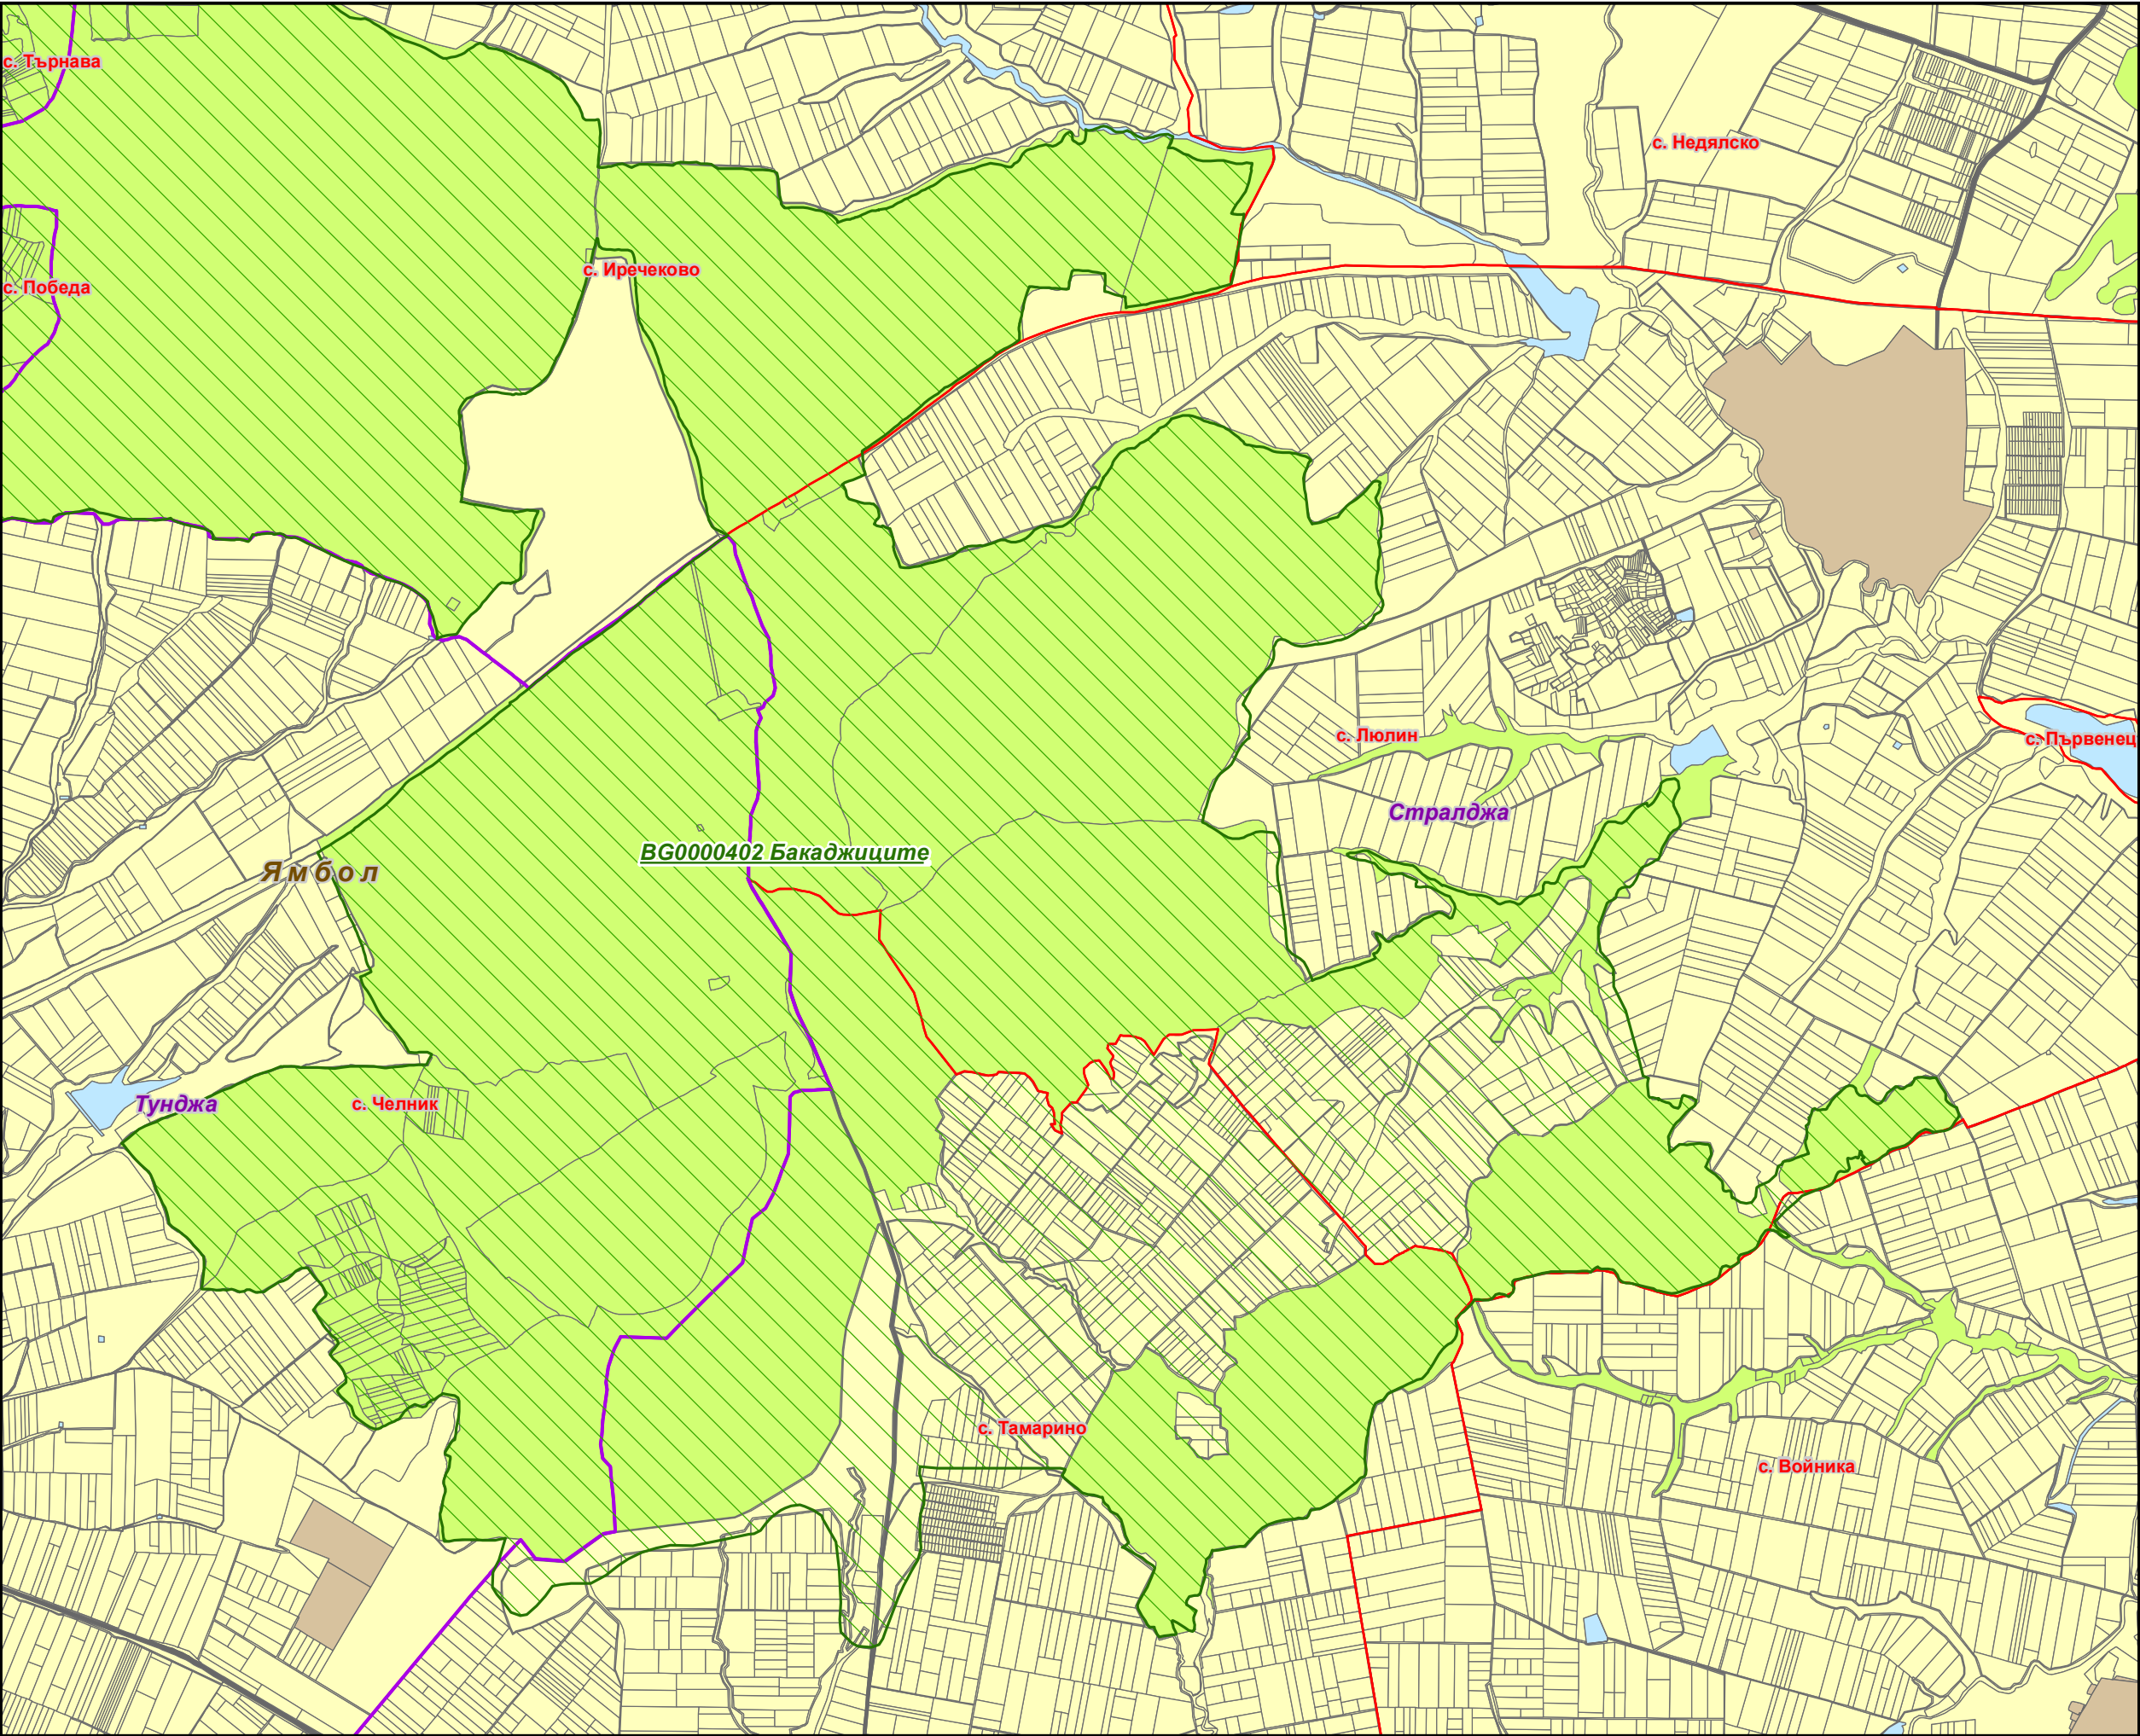 с. Търнава
с. Недялско
с. Иречеково
с. Победа
с. Люлин
с. Първенец
Стралджа
BG0000402 Бакаджиците
Ямбол
Тунджа
с. Челник
с. Тамарино
с. Войника